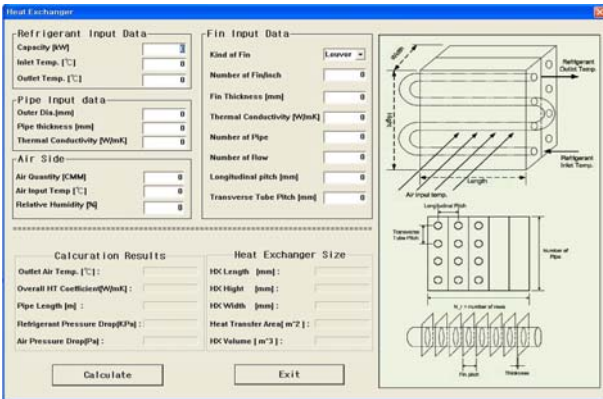 Heat Exchanger
Refrigerant Input Data
Capacity [kW] 0
Inlet Temp. [℃] 0
Outlet Temp. [℃] 0
Pipe Input data
Outer Dia.[mm] 0
Pipe thickness [mm] 0
Thermal Conductivity [W/mK] 0
Air Side
Air Quantity [CMM] 0
Air Input Temp [℃] 0
Relative Humidity [%] 0
Fin Input Data
Kind of Fin Louver
Number of Fin/inch 0
Fin Thickness [mm] 0
Thermal Conductivity [W/mK] 0
Number of Pipe 0
Number of Row 0
Longitudinal pitch [mm] 0
Transverse Tube Pitch [mm] 0
Calcuration Results
Outlet Air Temp. [℃] :
Overall HT Coefficient[W/mK] :
Pipe Length [m] :
Refrigerant Pressure Drop[KPa] :
Air Pressure Drop[Pa] :
Heat Exchanger Size
HX Length [mm] :
HX Hight [mm] :
HX Width [mm] :
Heat Transfer Area[ m^2 ] :
HX Volume [ m^3 ] :
Calculate
Exit
Width
Refrigerant
Outlet Temp.
Hight
Refrigerant
Inlet Temp.
Length
Air input temp.
Longitudinal Pitch
Transverse
Tube Pitch
Number of
Pipe
N_r = number of rows
Fin pitch
Thickness